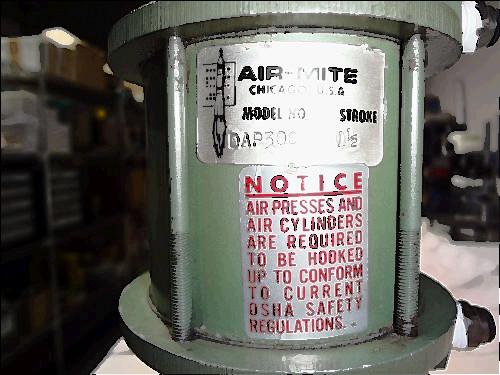 AIR-MITE
CHICAGO, U.S.A
MODEL NO STROKE
DAP300 1½
NOTICE
AIR PRESSES AND
AIR CYLINDERS
ARE REQUIRED
TO BE HOOKED
UP TO CONFORM
TO CURRENT
OSHA SAFETY
REGULATIONS.